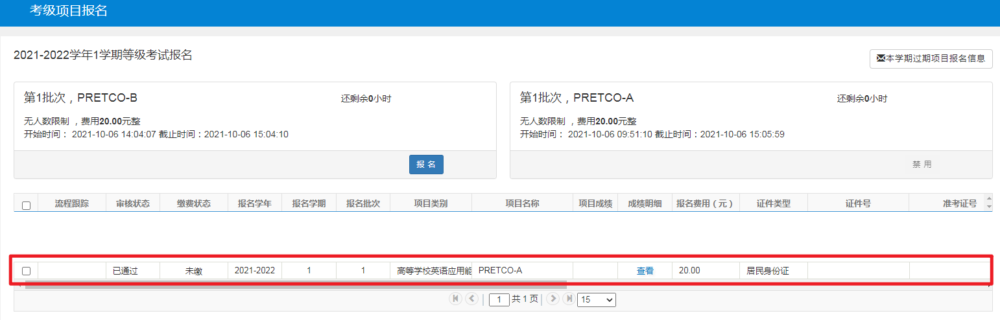 考级项目报名
2021-2022学年1学期等级考试报名
本学期过期项目报名信息
第1批次，PRETCO-B 还剩余0小时
无人数限制 ，费用20.00元整
开始时间： 2021-10-06 14:04:07 截止时间：2021-10-06 15:04:10
报 名
第1批次，PRETCO-A 还剩余0小时
无人数限制 ，费用20.00元整
开始时间： 2021-10-06 09:51:10 截止时间：2021-10-06 15:05:59
禁 用
流程跟踪 审核状态 缴费状态 报名学年 报名学期 报名批次 项目类别 项目名称 项目成绩 成绩明细 报名费用（元） 证件类型 证件号 准考证号
已通过 未缴 2021-2022 1 1 高等学校英语应用能 PRETCO-A 查看 20.00 居民身份证
1 共 1 页 15